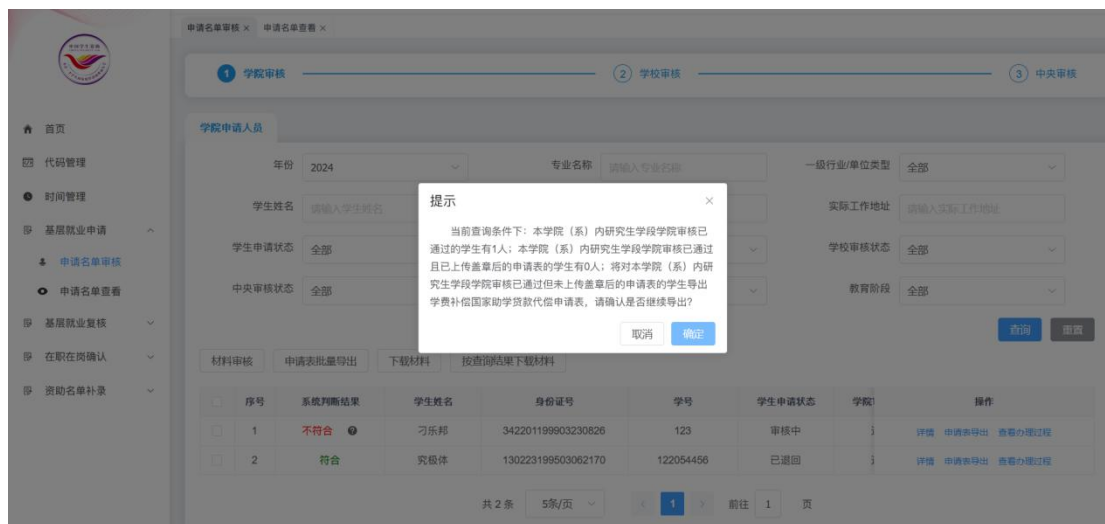 申请名单审核 × 申请名单查看 ×
1 学院审核 2 学校审核 3 中央审核
首页
代码管理
时间管理
基层就业申请
申请名单审核
申请名单查看
基层就业复核
在职在岗确认
资助名单补录
学院申请人员
年份 2024 专业名称 请输入专业名称 一级行业/单位类型 全部
学生姓名 请输入学生姓名 实际工作地址 请输入实际工作地址
学生申请状态 全部 学校审核状态 全部
中央审核状态 全部 教育阶段 全部
提示 ×
当前查询条件下：本学院（系）内研究生学段学院审核已
通过的学生有1人；本学院（系）内研究生学段学院审核已通过
且已上传盖章后的申请表的学生有0人；将对本学院（系）内研
究生学段学院审核已通过但未上传盖章后的申请表的学生导出
学费补偿国家助学贷款代偿申请表，请确认是否继续导出？
取消 确定
查询 重置
材料审核 申请表批量导出 下载材料 按查询结果下载材料
序号 系统判断结果 学生姓名 身份证号 学号 学生申请状态 学院 操作
1 不符合 刁乐邦 342201199903230826 123 审核中 详情 申请表导出 查看办理过程
2 符合 究极体 130223199503062170 122054456 已退回 详情 申请表导出 查看办理过程
共 2 条 5条/页 < 1 > 前往 1 页